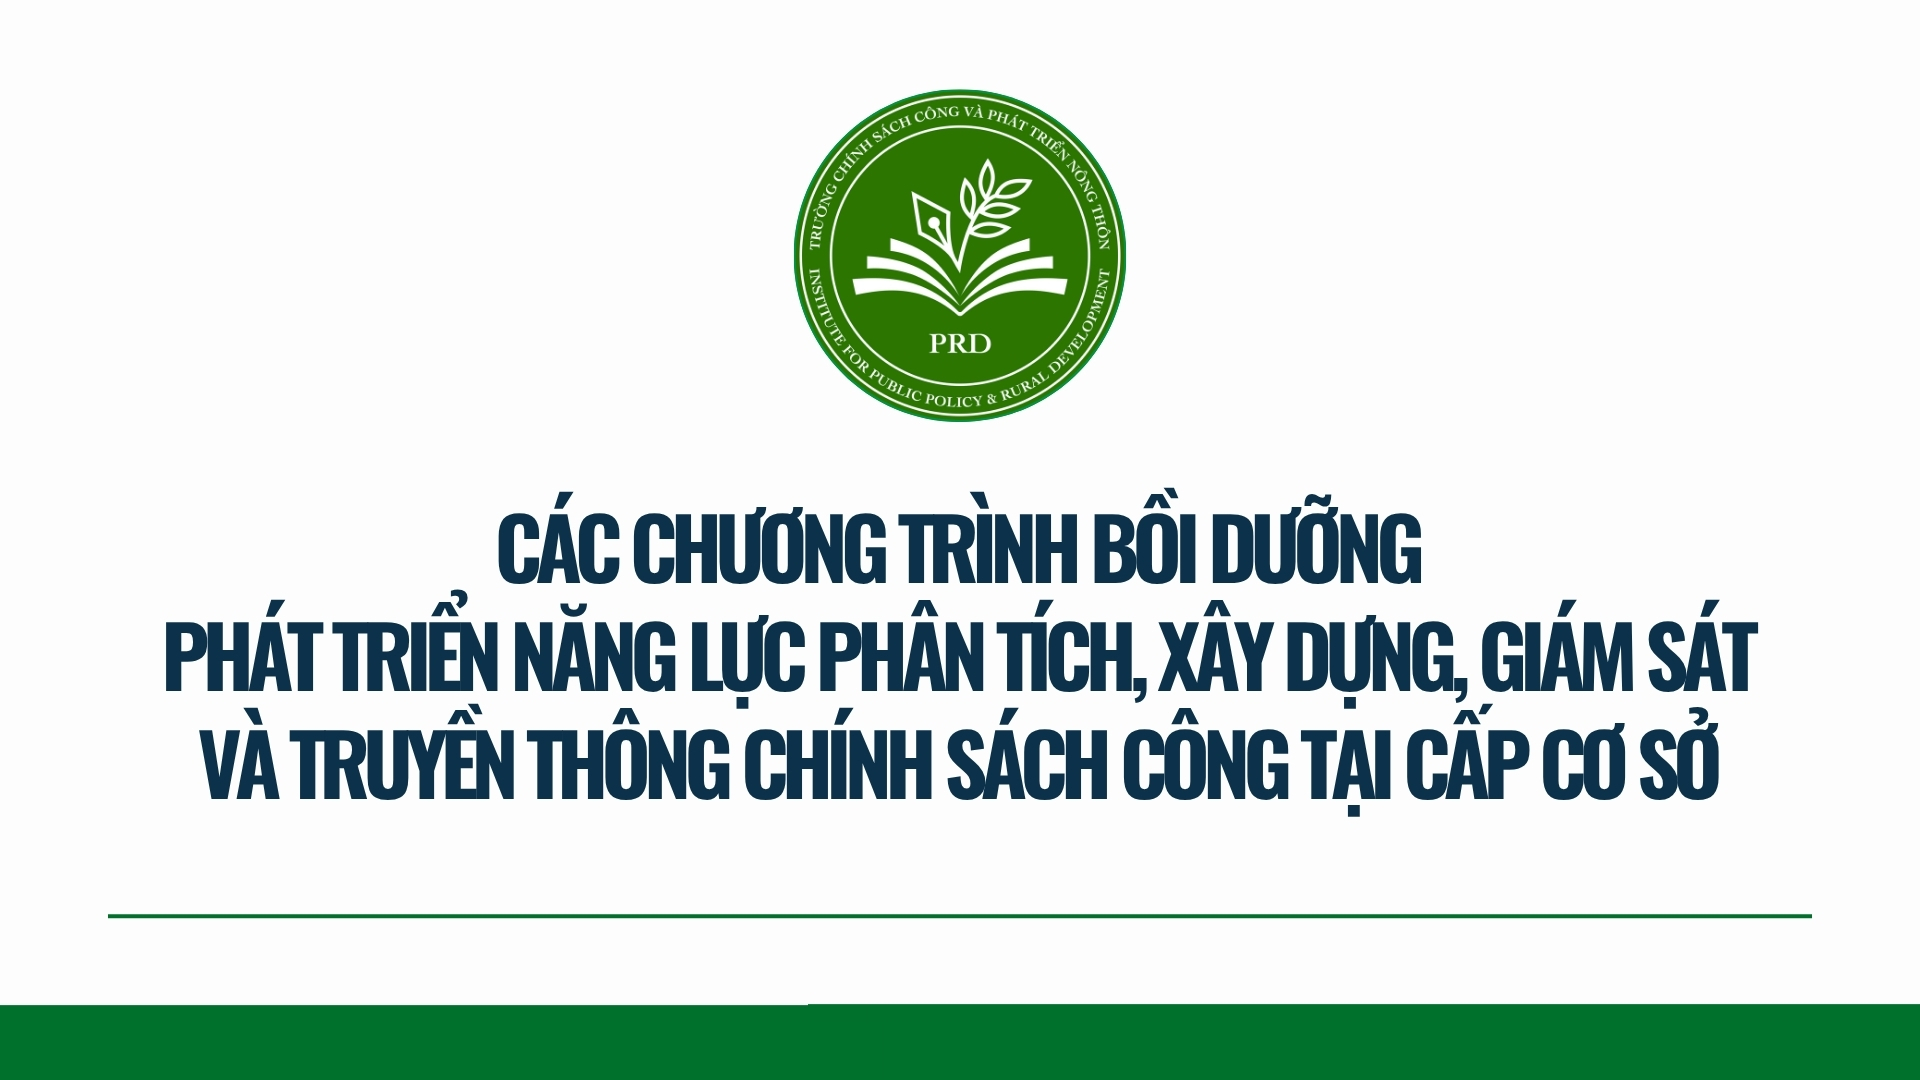 TRƯỜNG CHÍNH SÁCH CÔNG VÀ PHÁT TRIỂN NÔNG THÔN
PRD
INSTITUTE FOR PUBLIC POLICY & RURAL DEVELOPMENT
CÁC CHƯƠNG TRÌNH BỒI DƯỠNG
PHÁT TRIỂN NĂNG LỰC PHÂN TÍCH, XÂY DỰNG, GIÁM SÁT
VÀ TRUYỀN THÔNG CHÍNH SÁCH CÔNG TẠI CẤP CƠ SỞ